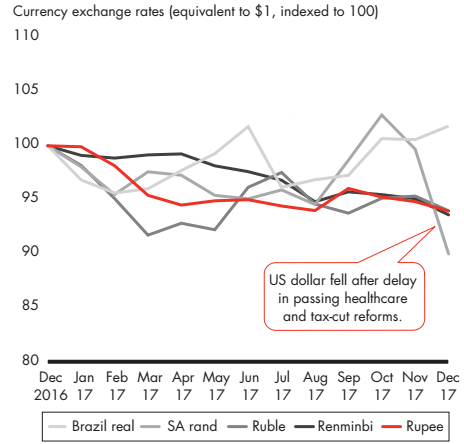 Currency exchange rates (equivalent to $1, indexed to 100)
110
105
100
95
90
85
80
US dollar fell after delay
in passing healthcare
and tax-cut reforms.
Dec Jan Feb Mar Apr May Jun Jul Aug Sep Oct Nov Dec
2016 17 17 17 17 17 17 17 17 17 17 17 17
Brazil real SA rand Ruble Renminbi Rupee